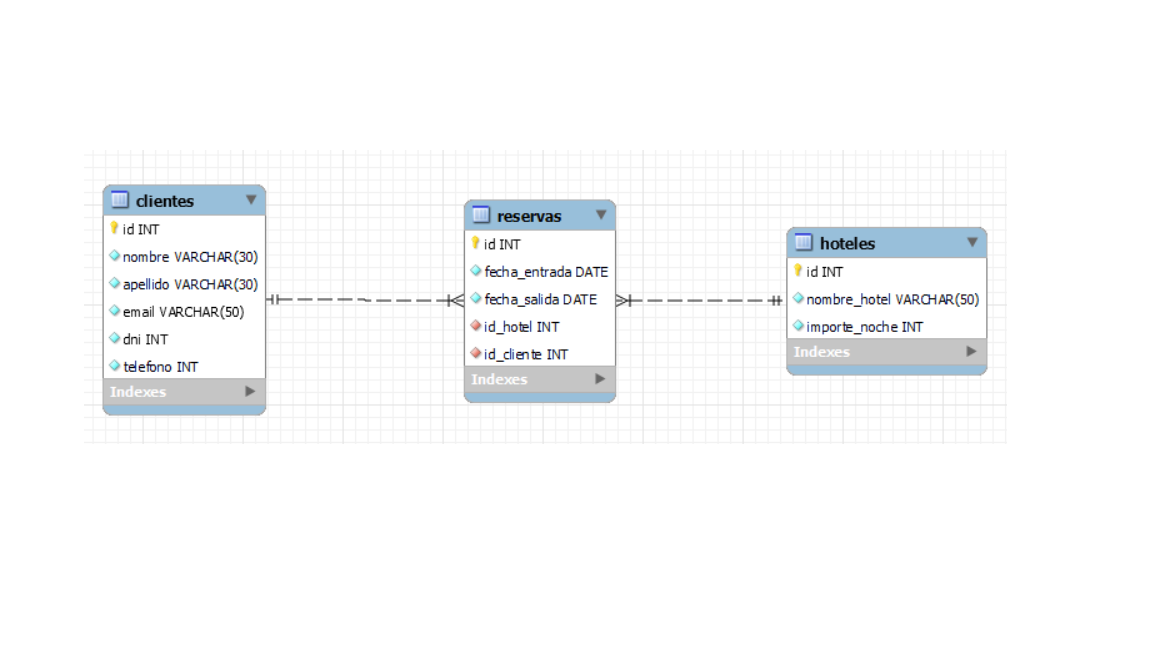 clientes
id INT
nombre VARCHAR(30)
apellido VARCHAR(30)
email VARCHAR(50)
dni INT
telefono INT
Indexes
reservas
id INT
fecha_entrada DATE
fecha_salida DATE
id_hotel INT
id_cliente INT
Indexes
hoteles
id INT
nombre_hotel VARCHAR(50)
importe_noche INT
Indexes